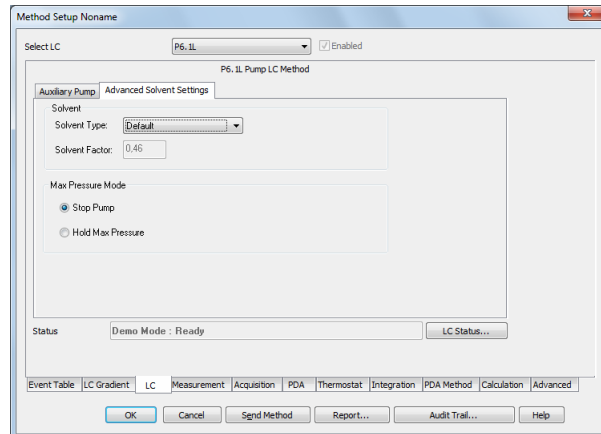 Method Setup Noname
Select LC P6.1L Enabled
P6.1L Pump LC Method
Auxiliary Pump Advanced Solvent Settings
Solvent
Solvent Type: Default
Solvent Factor: 0,46
Max Pressure Mode
Stop Pump
Hold Max Pressure
Status Demo Mode : Ready LC Status...
Event Table LC Gradient LC Measurement Acquisition PDA Thermostat Integration PDA Method Calculation Advanced
OK Cancel Send Method Report... Audit Trail... Help